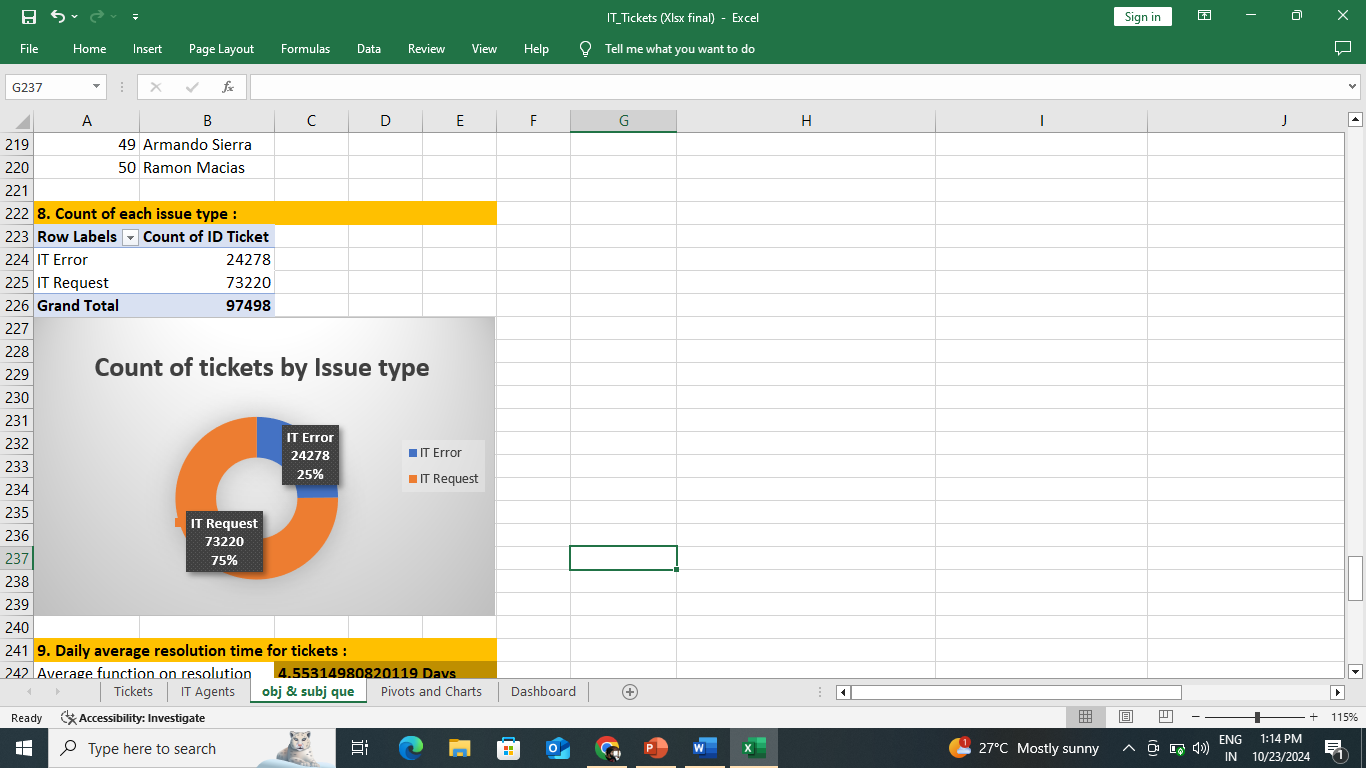 IT_Tickets (Xlsx final) - Excel
Sign in
File Home Insert Page Layout Formulas Data Review View Help Tell me what you want to do
G237 fx
A B C D E F G H I J
219 49 Armando Sierra
220 50 Ramon Macias
221
222 8. Count of each issue type :
223 Row Labels Count of ID Ticket
224 IT Error 24278
225 IT Request 73220
226 Grand Total 97498
227
228
229
230
231
232
233
234
235
236
237
238
239
240
Count of tickets by Issue type
IT Error
24278
25%
IT Request
73220
75%
IT Error
IT Request
241 9. Daily average resolution time for tickets :
242 Average function on resolution 4.55314980820119 Days
Tickets IT Agents obj & subj que Pivots and Charts Dashboard
Ready Accessibility: Investigate 115%
Type here to search
27°C Mostly sunny
ENG
IN
1:14 PM
10/23/2024
1
1